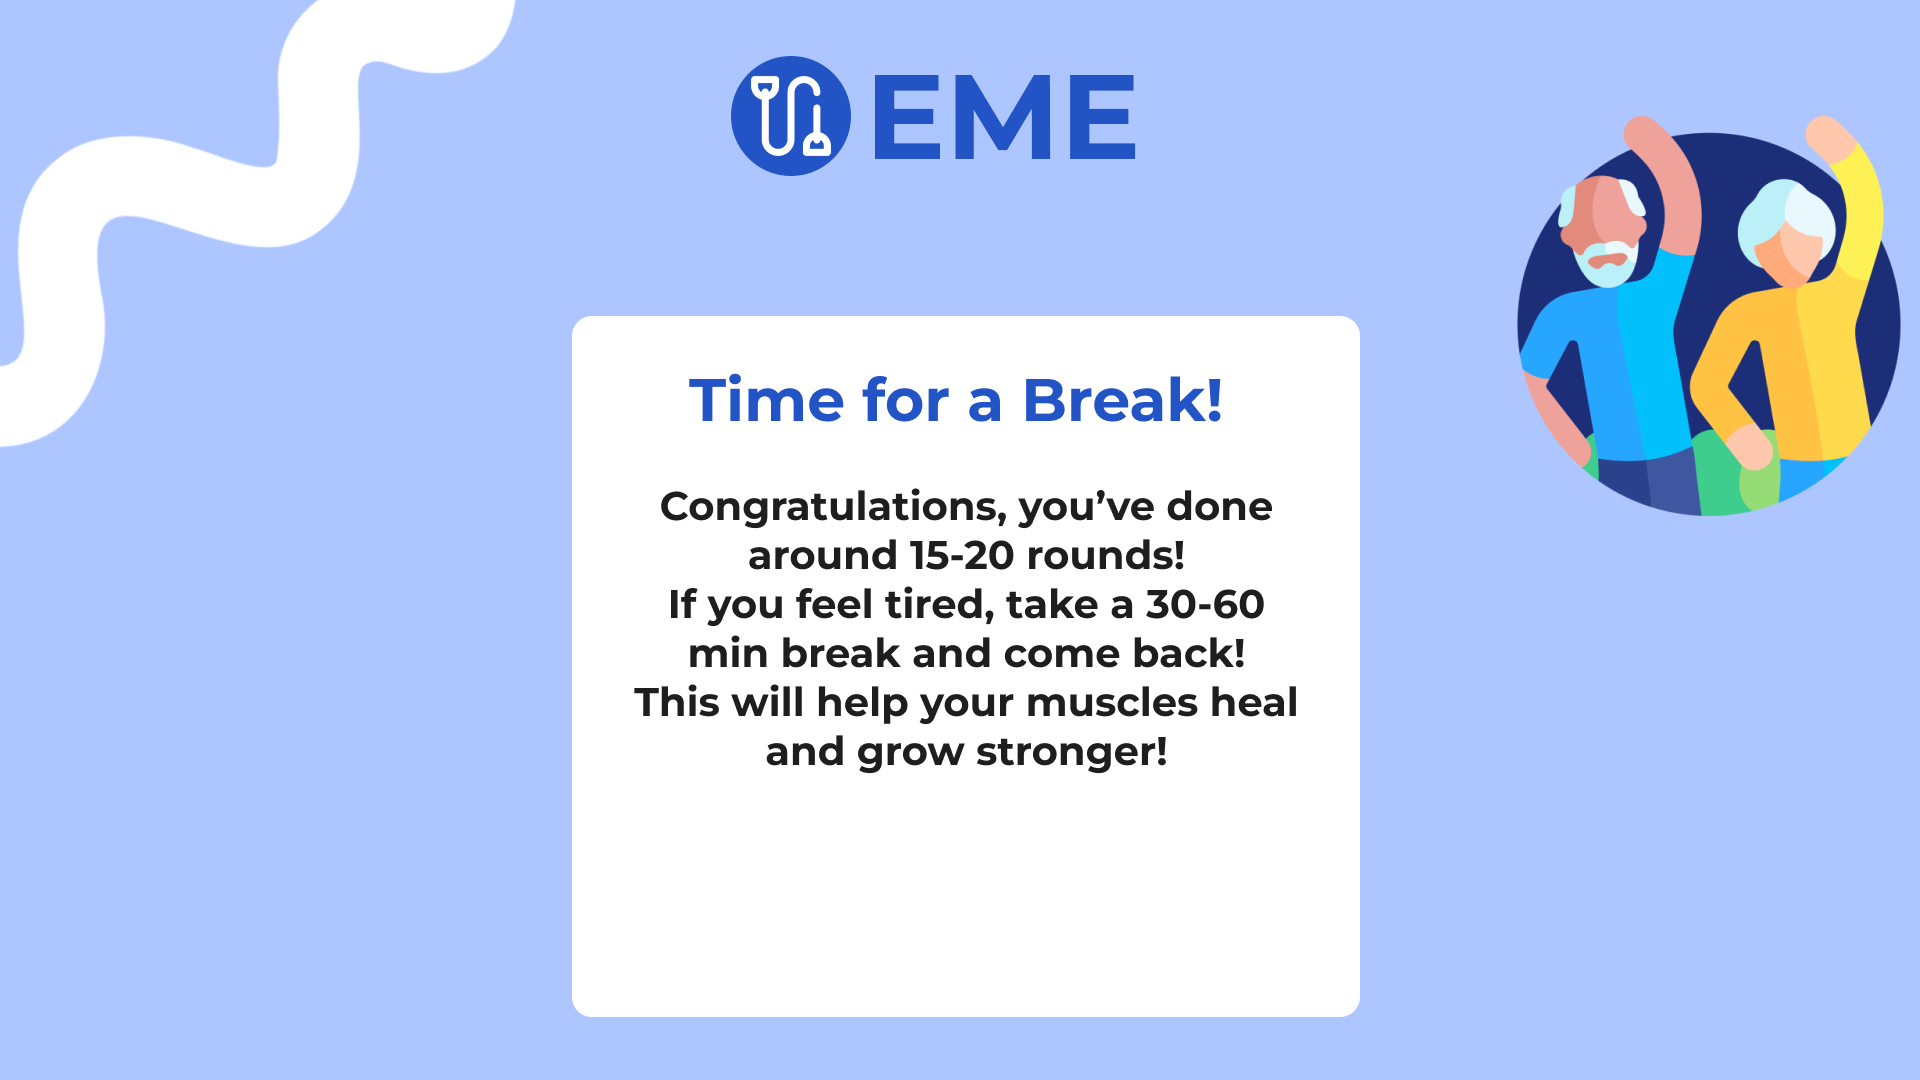 EME
Time for a Break!
Congratulations, you’ve done
around 15-20 rounds!
If you feel tired, take a 30-60
min break and come back!
This will help your muscles heal
and grow stronger!